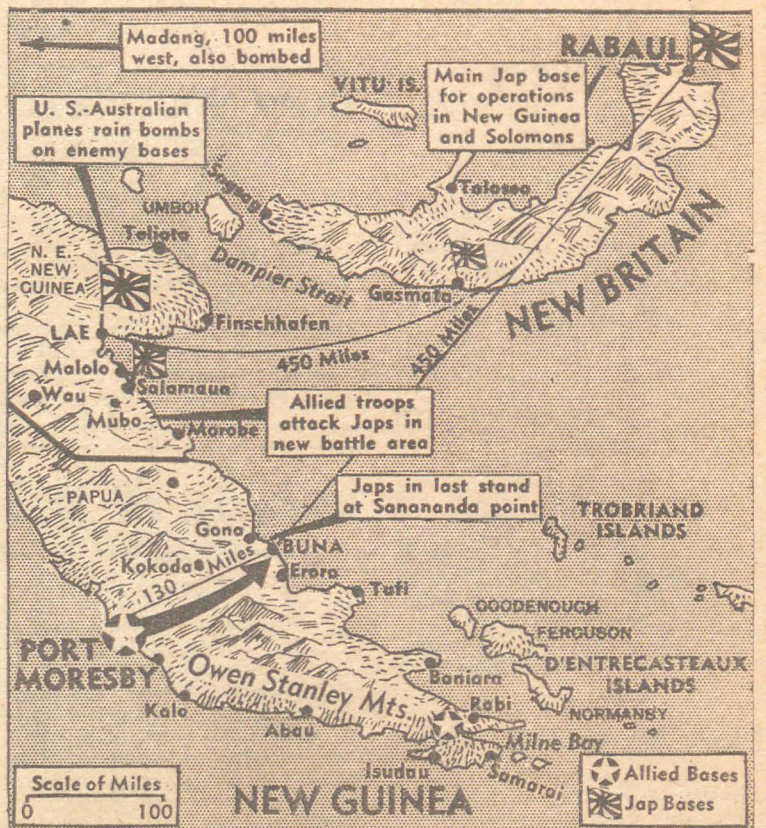 Madang, 100 miles
west, also bombed
RABAUL
VITU IS.
Main Jap base
for operations
in New Guinea
and Solomons
U. S.-Australian
planes rain bombs
on enemy bases
Talasea
UMBOI
Teliata
Dampier Strait
N. E.
NEW
GUINEA
Gasmata
NEW BRITAIN
Finschhafen
LAE
450 Miles
450 Miles
Malolo
Salamaua
Wau
Mubo
Allied troops
attack Japs in
new battle area
Morobe
Japs in last stand
at Sanananda point
PAPUA
TROBRIAND
ISLANDS
Gona
BUNA
Kokoda
130 Miles
Erora
Tufi
GOODENOUGH
FERGUSON
PORT
MORESBY
D'ENTRECASTEAUX
ISLANDS
Owen Stanley Mts.
Baniara
Rabi
NORMANBY
Kalo
Abau
Milne Bay
Isudau
Samarai
Scale of Miles
0 100
NEW GUINEA
Allied Bases
Jap Bases